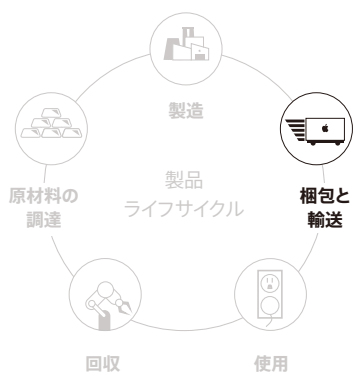 製造
梱包と
輸送
使用
回収
原材料の
調達
製品
ライフサイクル